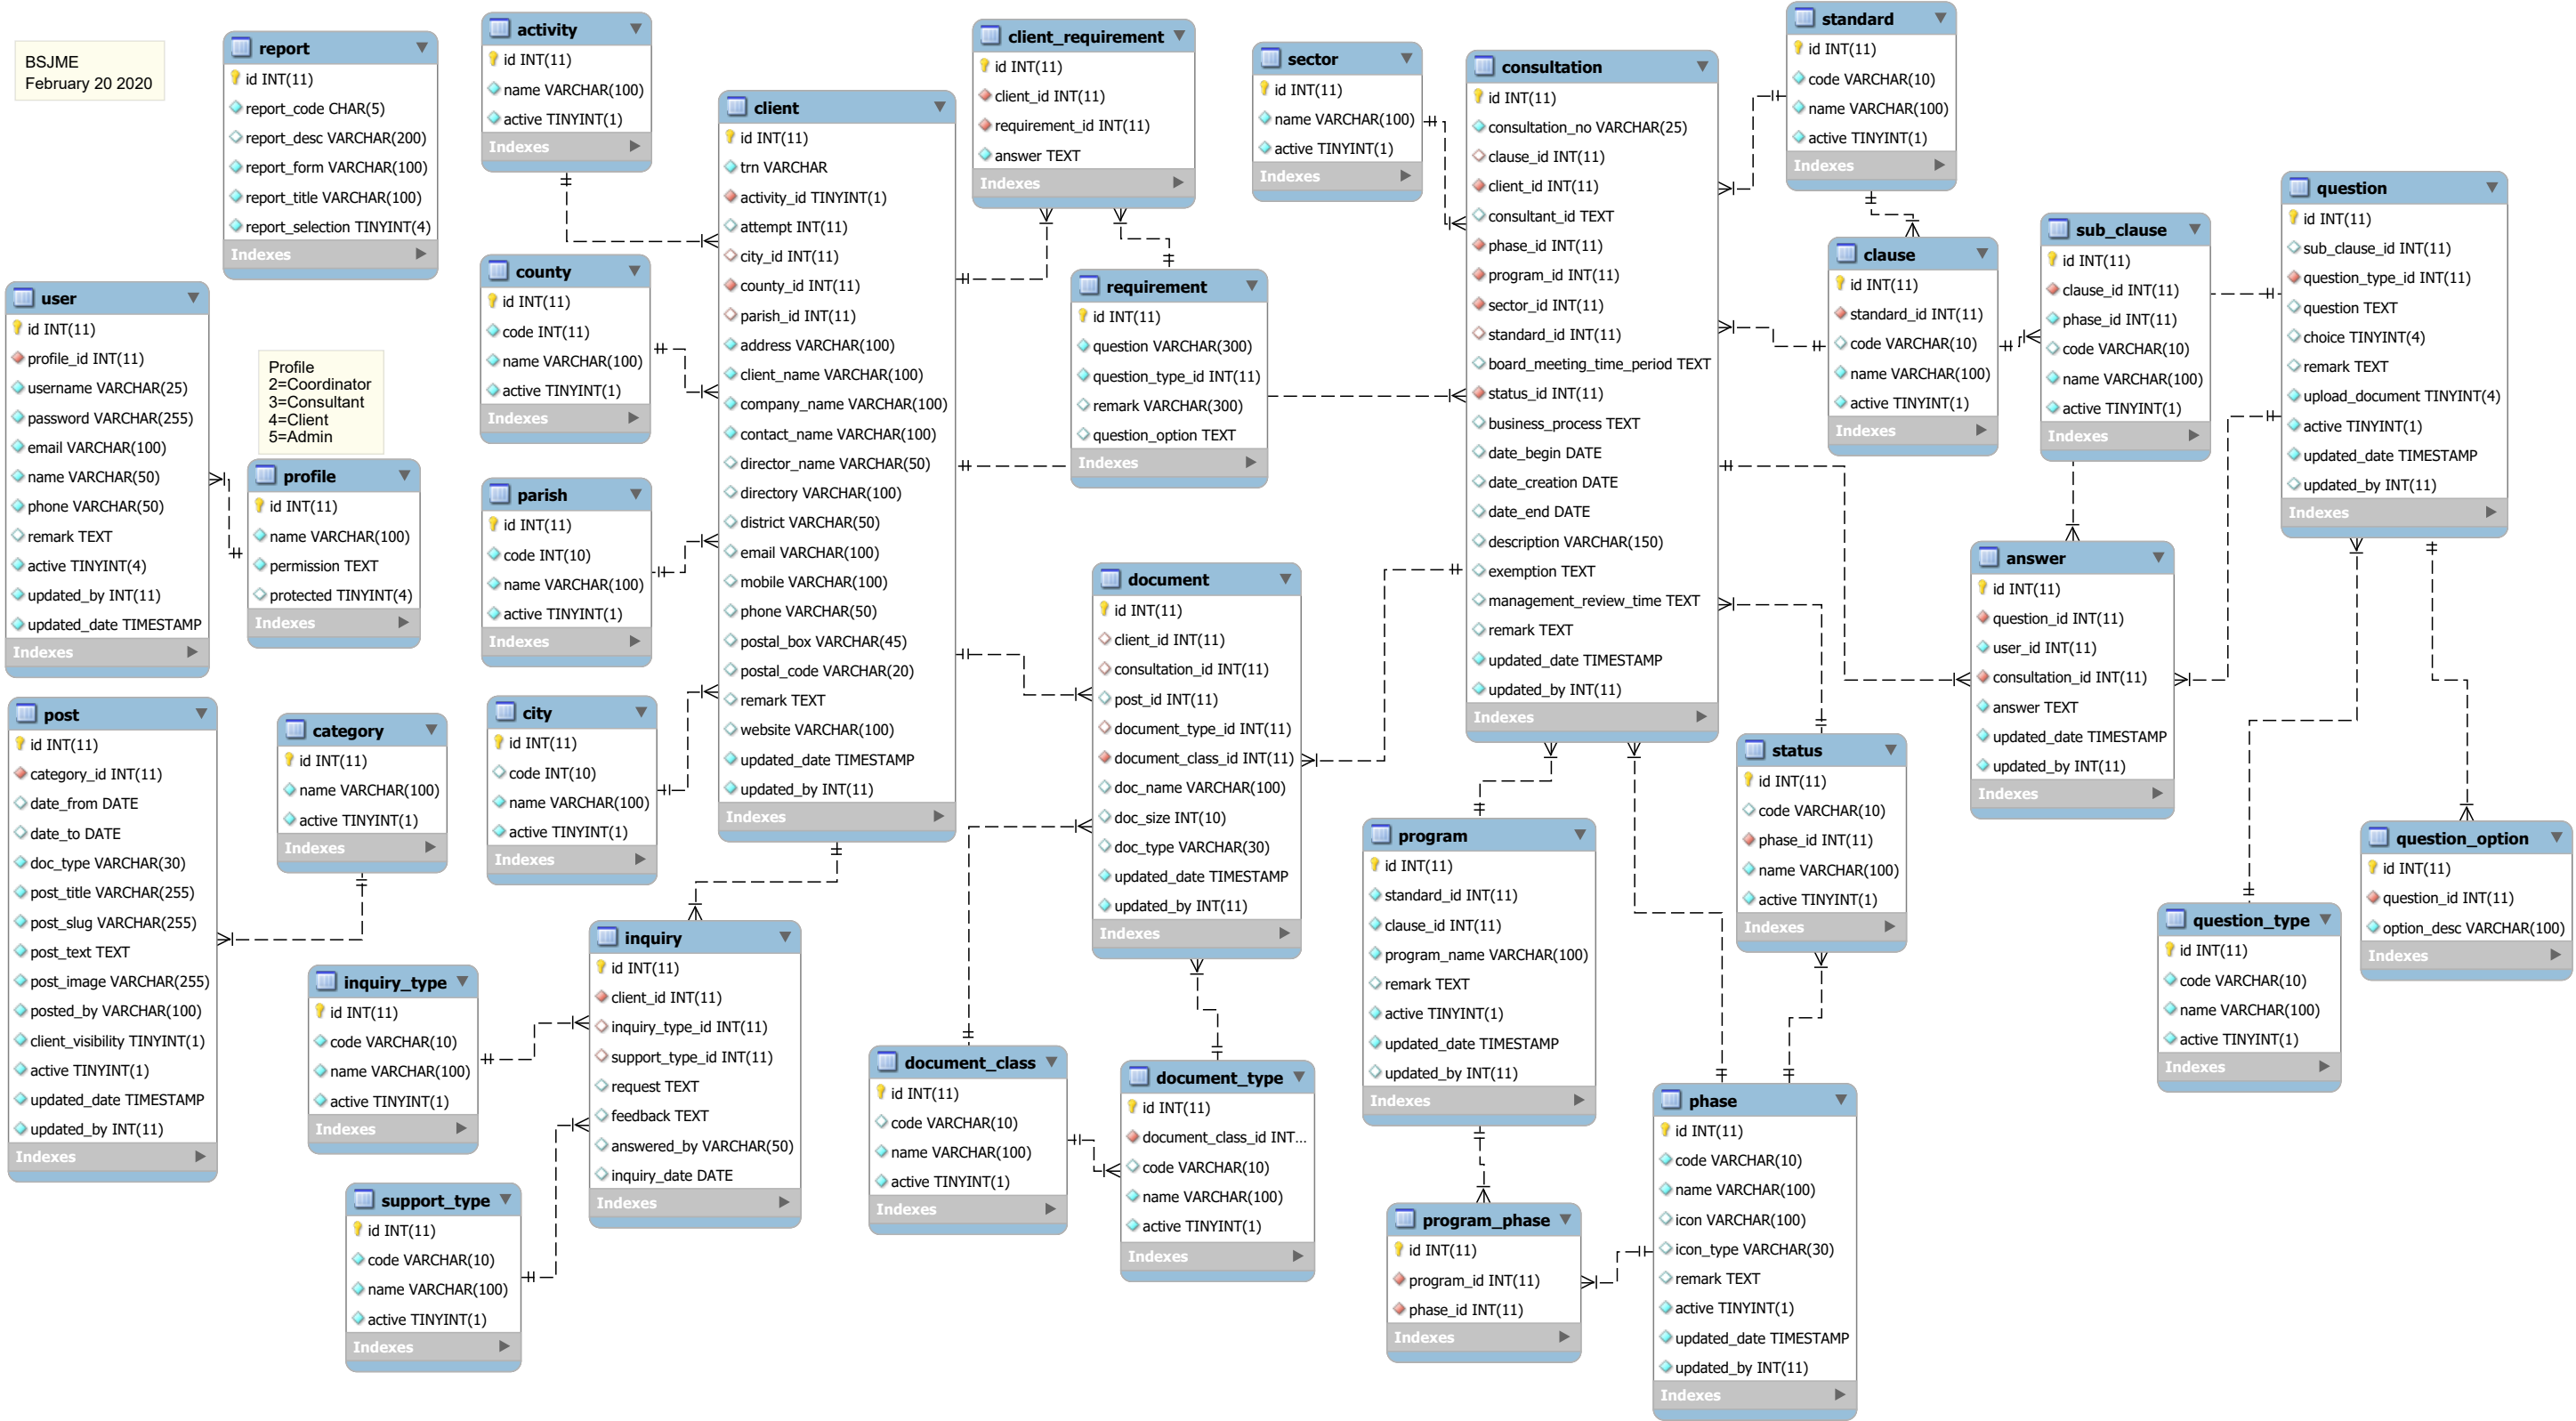 BSJME
February 20 2020
report
id INT(11)
report_code CHAR(5)
report_desc VARCHAR(200)
report_form VARCHAR(100)
report_title VARCHAR(100)
report_selection TINYINT(4)
Indexes
user
id INT(11)
profile_id INT(11)
username VARCHAR(25)
password VARCHAR(255)
email VARCHAR(100)
name VARCHAR(50)
phone VARCHAR(50)
remark TEXT
active TINYINT(4)
updated_by INT(11)
updated_date TIMESTAMP
Indexes
Profile
2=Coordinator
3=Consultant
4=Client
5=Admin
profile
id INT(11)
name VARCHAR(100)
permission TEXT
protected TINYINT(4)
Indexes
post
id INT(11)
category_id INT(11)
date_from DATE
date_to DATE
doc_type VARCHAR(30)
post_title VARCHAR(255)
post_slug VARCHAR(255)
post_text TEXT
post_image VARCHAR(255)
posted_by VARCHAR(100)
client_visibility TINYINT(1)
active TINYINT(1)
updated_date TIMESTAMP
updated_by INT(11)
Indexes
category
id INT(11)
name VARCHAR(100)
active TINYINT(1)
Indexes
inquiry_type
id INT(11)
code VARCHAR(10)
name VARCHAR(100)
active TINYINT(1)
Indexes
support_type
id INT(11)
code VARCHAR(10)
name VARCHAR(100)
active TINYINT(1)
Indexes
activity
id INT(11)
name VARCHAR(100)
active TINYINT(1)
Indexes
county
id INT(11)
code INT(11)
name VARCHAR(100)
active TINYINT(1)
Indexes
parish
id INT(11)
code INT(10)
name VARCHAR(100)
active TINYINT(1)
Indexes
city
id INT(11)
code INT(10)
name VARCHAR(100)
active TINYINT(1)
Indexes
client
id INT(11)
trn VARCHAR
activity_id TINYINT(1)
attempt INT(11)
city_id INT(11)
county_id INT(11)
parish_id INT(11)
address VARCHAR(100)
client_name VARCHAR(100)
company_name VARCHAR(100)
contact_name VARCHAR(100)
director_name VARCHAR(50)
directory VARCHAR(100)
district VARCHAR(50)
email VARCHAR(100)
mobile VARCHAR(100)
phone VARCHAR(50)
postal_box VARCHAR(45)
postal_code VARCHAR(20)
remark TEXT
website VARCHAR(100)
updated_date TIMESTAMP
updated_by INT(11)
Indexes
inquiry
id INT(11)
client_id INT(11)
inquiry_type_id INT(11)
support_type_id INT(11)
request TEXT
feedback TEXT
answered_by VARCHAR(50)
inquiry_date DATE
Indexes
client_requirement
id INT(11)
client_id INT(11)
requirement_id INT(11)
answer TEXT
Indexes
requirement
id INT(11)
question VARCHAR(300)
question_type_id INT(11)
remark VARCHAR(300)
question_option TEXT
Indexes
document
id INT(11)
client_id INT(11)
consultation_id INT(11)
post_id INT(11)
document_type_id INT(11)
document_class_id INT(11)
doc_name VARCHAR(100)
doc_size INT(10)
doc_type VARCHAR(30)
updated_date TIMESTAMP
updated_by INT(11)
Indexes
document_class
id INT(11)
code VARCHAR(10)
name VARCHAR(100)
active TINYINT(1)
Indexes
document_type
id INT(11)
document_class_id INT...
code VARCHAR(10)
name VARCHAR(100)
active TINYINT(1)
Indexes
sector
id INT(11)
name VARCHAR(100)
active TINYINT(1)
Indexes
consultation
id INT(11)
consultation_no VARCHAR(25)
clause_id INT(11)
client_id INT(11)
consultant_id TEXT
phase_id INT(11)
program_id INT(11)
sector_id INT(11)
standard_id INT(11)
board_meeting_time_period TEXT
status_id INT(11)
business_process TEXT
date_begin DATE
date_creation DATE
date_end DATE
description VARCHAR(150)
exemption TEXT
management_review_time TEXT
remark TEXT
updated_date TIMESTAMP
updated_by INT(11)
Indexes
program
id INT(11)
standard_id INT(11)
clause_id INT(11)
program_name VARCHAR(100)
remark TEXT
active TINYINT(1)
updated_date TIMESTAMP
updated_by INT(11)
Indexes
program_phase
id INT(11)
program_id INT(11)
phase_id INT(11)
Indexes
status
id INT(11)
code VARCHAR(10)
phase_id INT(11)
name VARCHAR(100)
active TINYINT(1)
Indexes
phase
id INT(11)
code VARCHAR(10)
name VARCHAR(100)
icon VARCHAR(100)
icon_type VARCHAR(30)
remark TEXT
active TINYINT(1)
updated_date TIMESTAMP
updated_by INT(11)
Indexes
standard
id INT(11)
code VARCHAR(10)
name VARCHAR(100)
active TINYINT(1)
Indexes
clause
id INT(11)
standard_id INT(11)
code VARCHAR(10)
name VARCHAR(100)
active TINYINT(1)
Indexes
sub_clause
id INT(11)
clause_id INT(11)
phase_id INT(11)
code VARCHAR(10)
name VARCHAR(100)
active TINYINT(1)
Indexes
answer
id INT(11)
question_id INT(11)
user_id INT(11)
consultation_id INT(11)
answer TEXT
updated_date TIMESTAMP
updated_by INT(11)
Indexes
question
id INT(11)
sub_clause_id INT(11)
question_type_id INT(11)
question TEXT
choice TINYINT(4)
remark TEXT
upload_document TINYINT(4)
active TINYINT(1)
updated_date TIMESTAMP
updated_by INT(11)
Indexes
question_type
id INT(11)
code VARCHAR(10)
name VARCHAR(100)
active TINYINT(1)
Indexes
question_option
id INT(11)
question_id INT(11)
option_desc VARCHAR(100)
Indexes